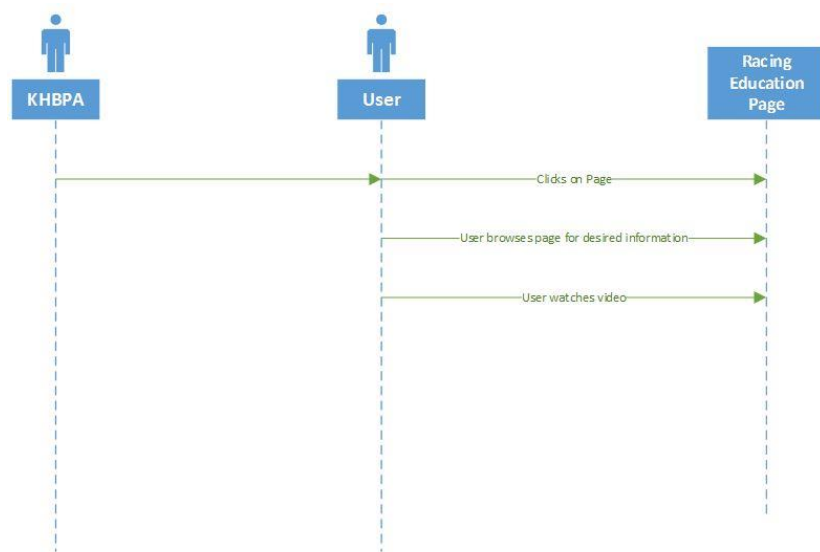 KHBPA
User
Racing
Education
Page
Clicks on Page
User browses page for desired information
User watches video